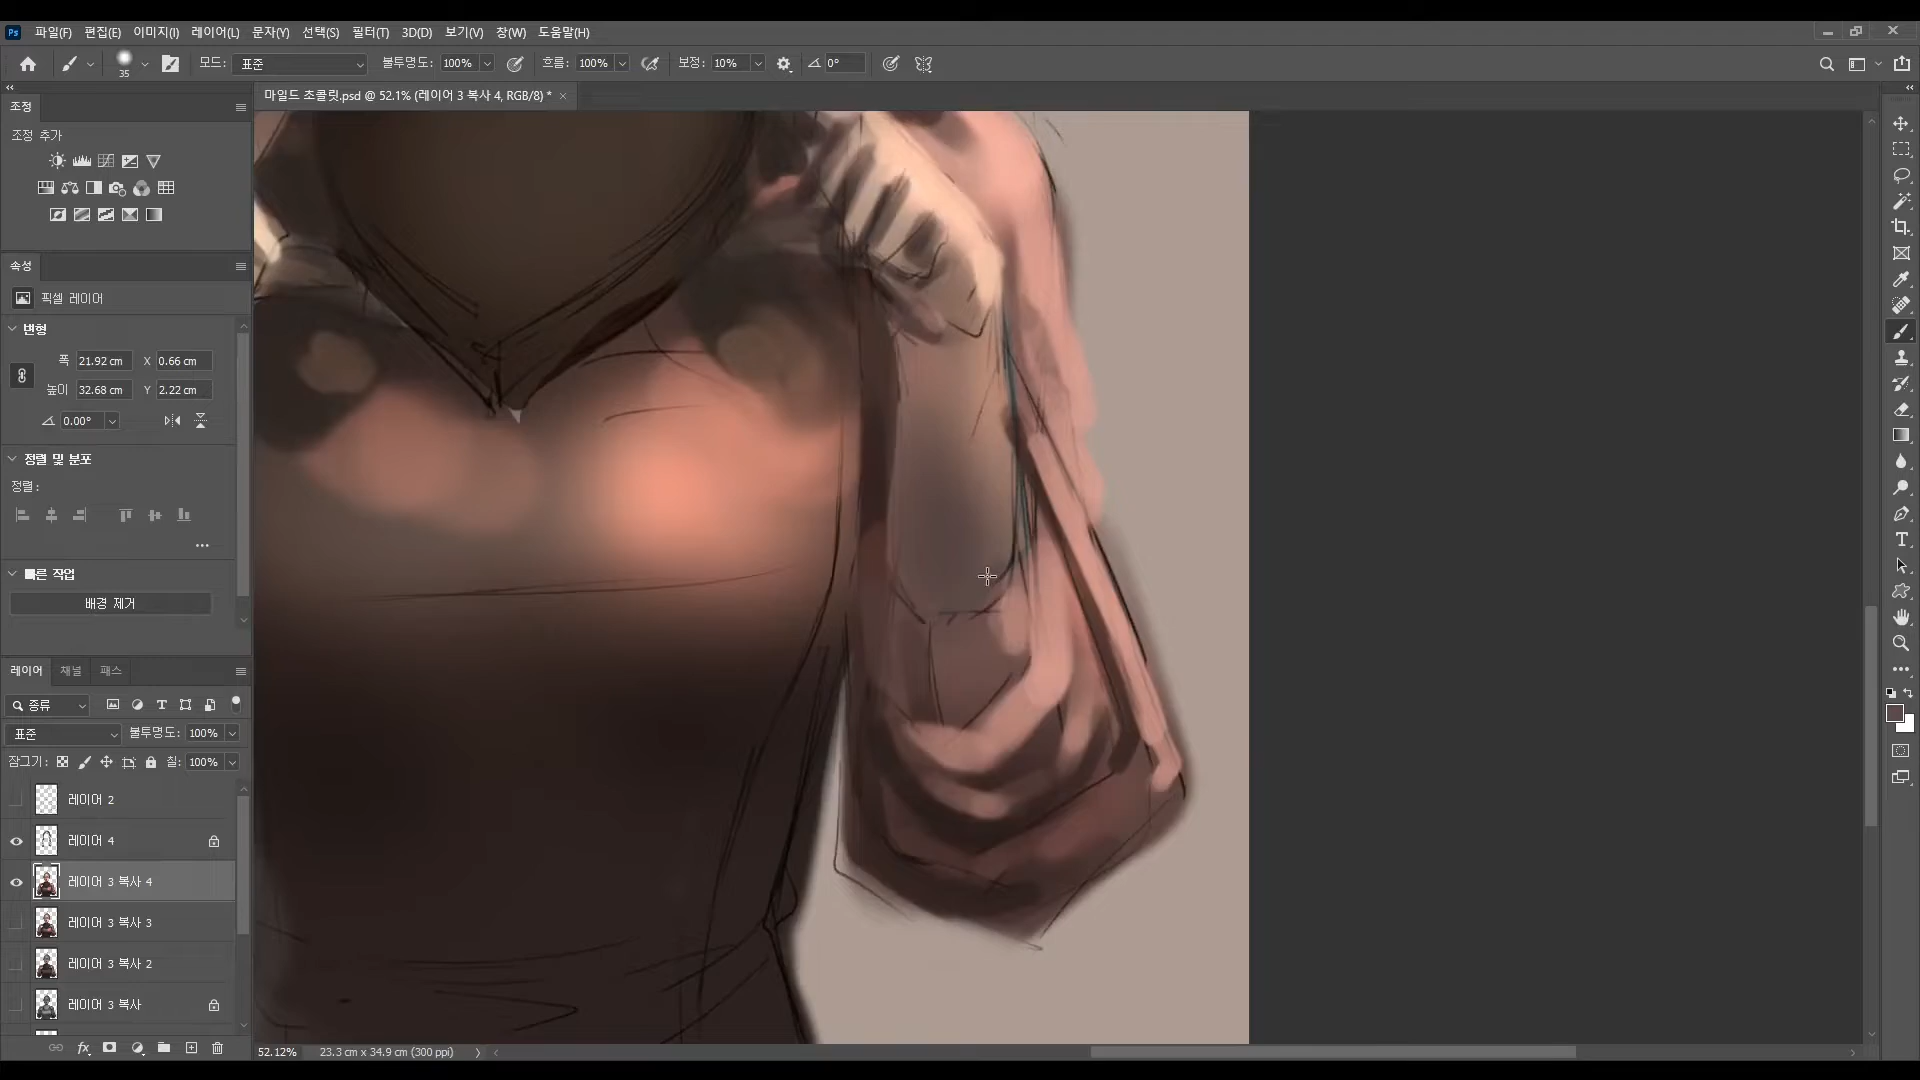 Ps 파일(F) 편집(E) 이미지(I) 레이어(L) 문자(Y) 선택(S) 필터(T) 3D(D) 보기(V) 창(W) 도움말(H)
35 모드: 표준 불투명도: 100% 흐름: 100% 보정: 10% 0°
마일드 초콜릿.psd @ 52.1% (레이어 3 복사 4, RGB/8) *
조정
조정 추가
속성
픽셀 레이어
변형
폭 21.92 cm X 0.66 cm
높이 32.68 cm Y 2.22 cm
0.00°
정렬 및 분포
정렬:
빠른 작업
배경 제거
레이어 채널 패스
종류
표준 불투명도: 100%
잠그기: 칠: 100%
레이어 2
레이어 4
레이어 3 복사 4
레이어 3 복사 3
레이어 3 복사 2
레이어 3 복사
fx
52.12% 23.3 cm x 34.9 cm (300 ppi)